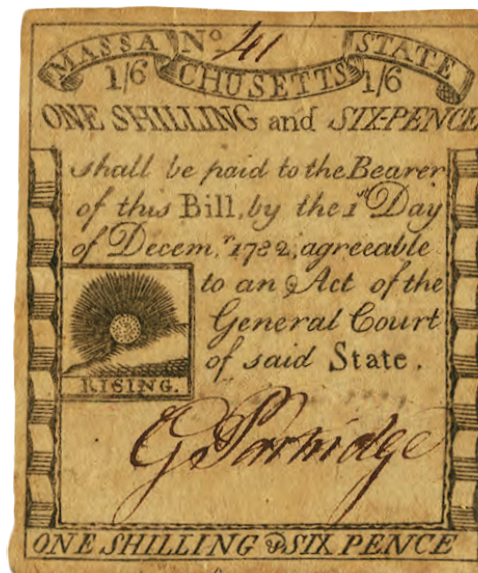 MASSA Nº 41 STATE
1/6 CHUSETTS 1/6
ONE SHILLING and SIX-PENCE
shall be paid to the Bearer
of this Bill, by the 1st Day
of Decem.r 1782, agreeable
to an Act of the
General Court
of said State.
RISING.
G Partridge
ONE SHILLING & SIX PENCE